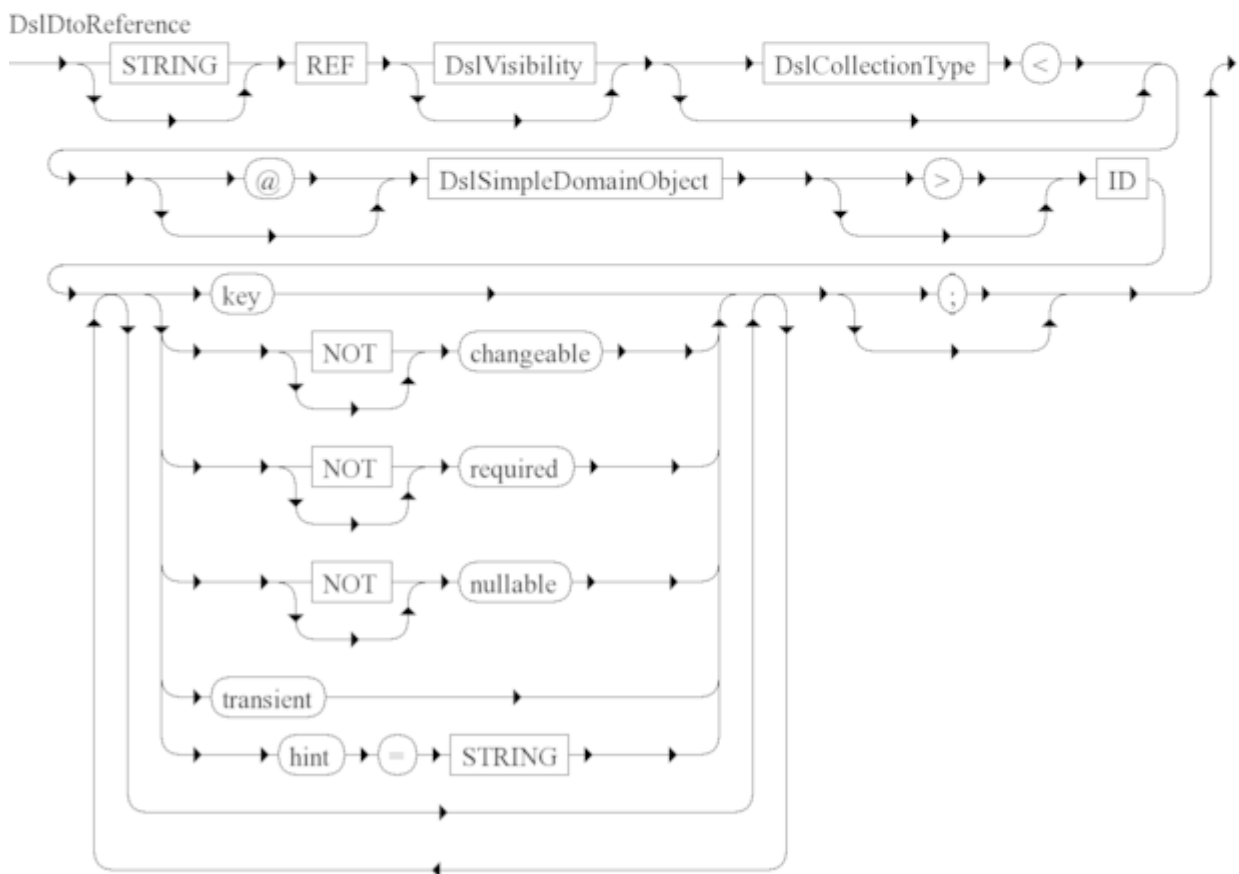 DslDtoReference
STRING REF DslVisibility DslCollectionType <
@ DslSimpleDomainObject > ID
key ;
NOT changeable
NOT required
NOT nullable
transient
hint = STRING